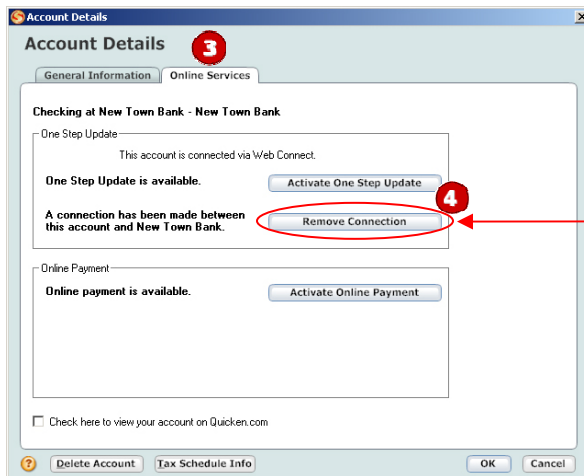 Account Details
Account Details
3
General Information
Online Services
Checking at New Town Bank - New Town Bank
One Step Update
This account is connected via Web Connect.
One Step Update is available.
Activate One Step Update
4
A connection has been made between
this account and New Town Bank.
Remove Connection
Online Payment
Online payment is available.
Activate Online Payment
Check here to view your account on Quicken.com
?
Delete Account
Tax Schedule Info
OK
Cancel